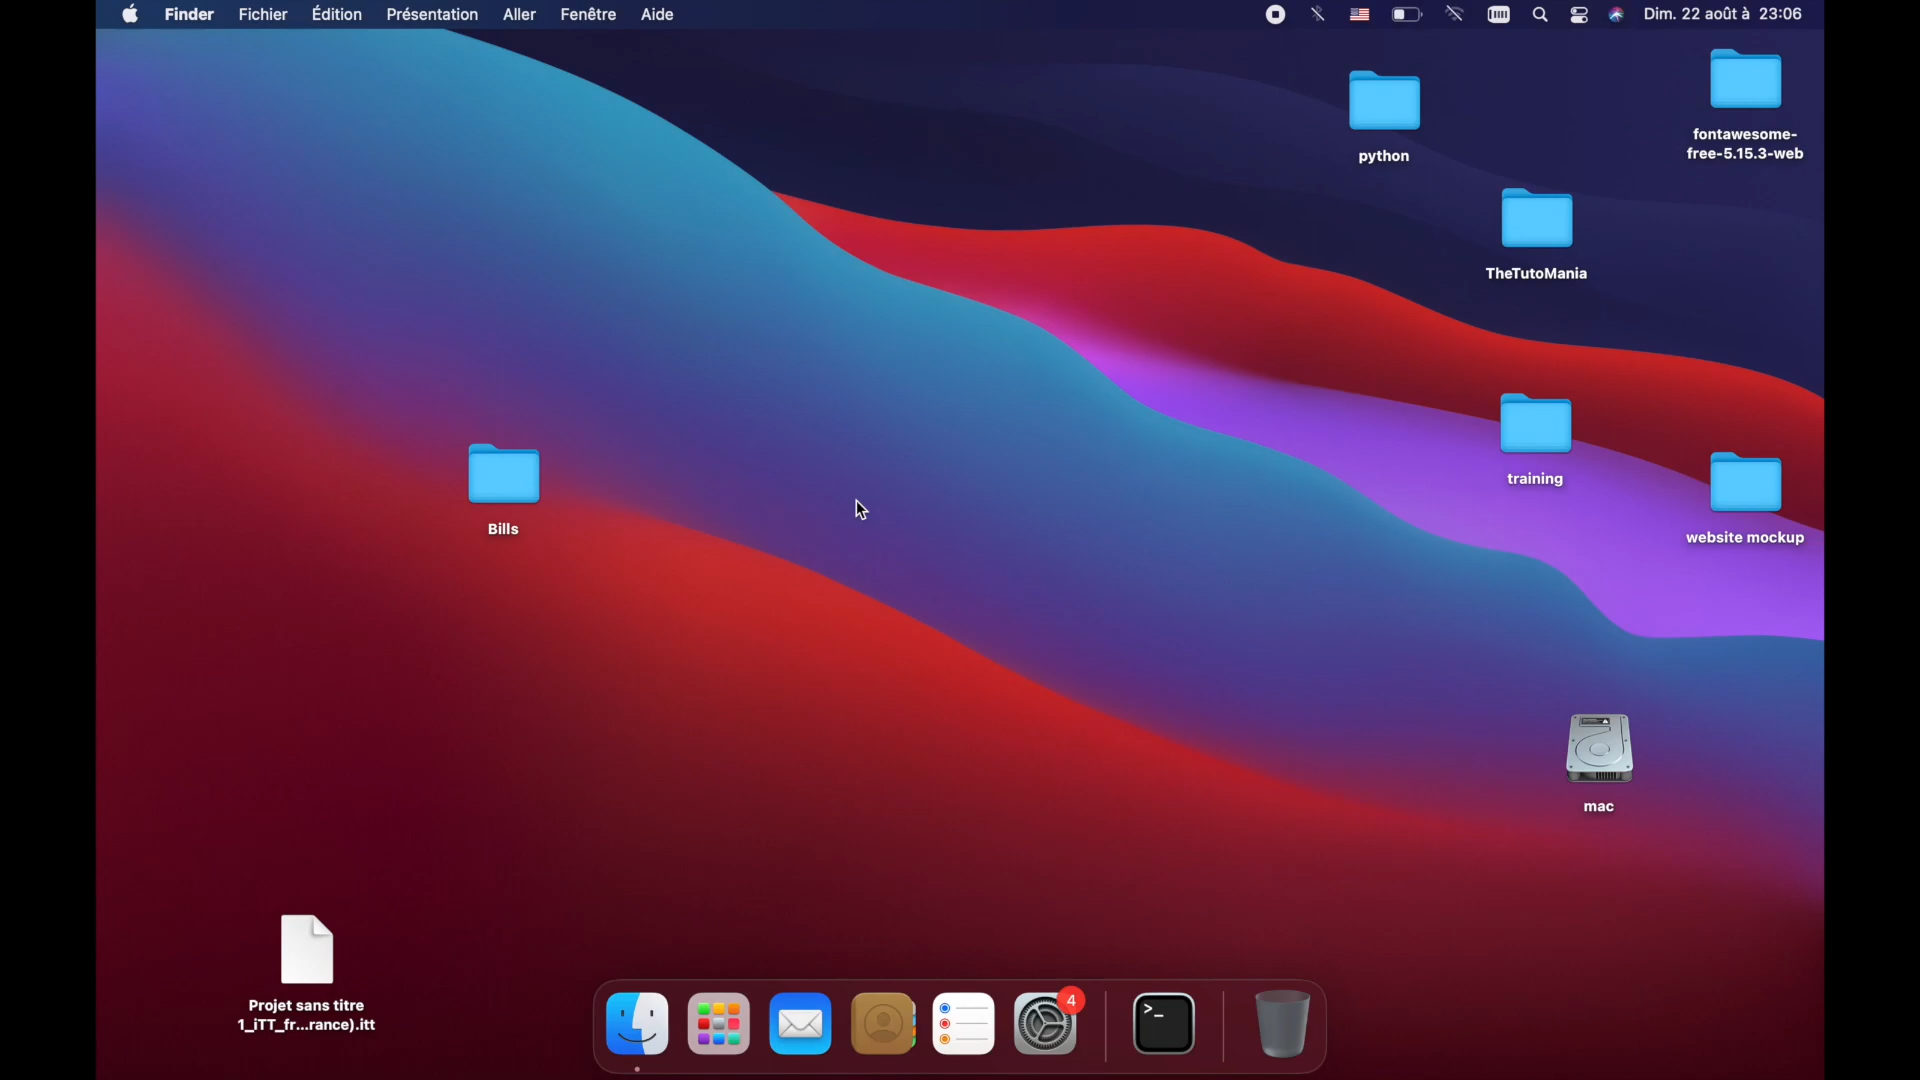 Finder Fichier Édition Présentation Aller Fenêtre Aide Dim. 22 août à 23:06
fontawesome-
free-5.15.3-web
python
TheTutoMania
training
website mockup
Bills
mac
Projet sans titre
1_iTT_fr...rance).itt
4
>_